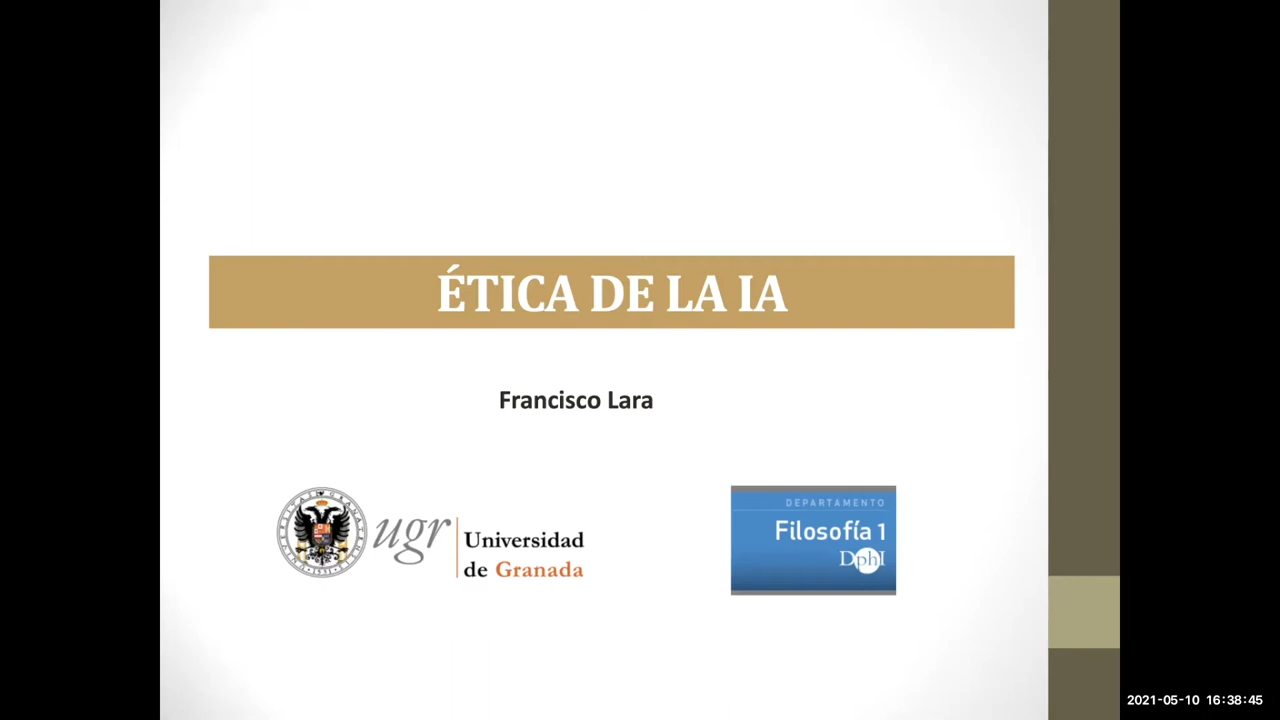 ÉTICA DE LA IA
Francisco Lara
ugr
Universidad
de Granada
DEPARTAMENTO
Filosofía 1
DphI
2021-05-10 16:38:45